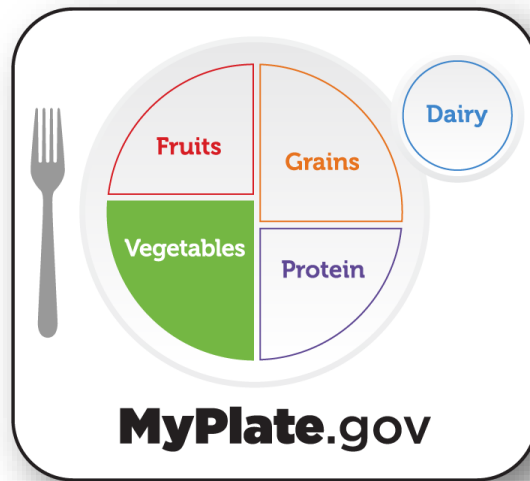 Fruits
Grains
Dairy
Vegetables
Protein
MyPlate.gov